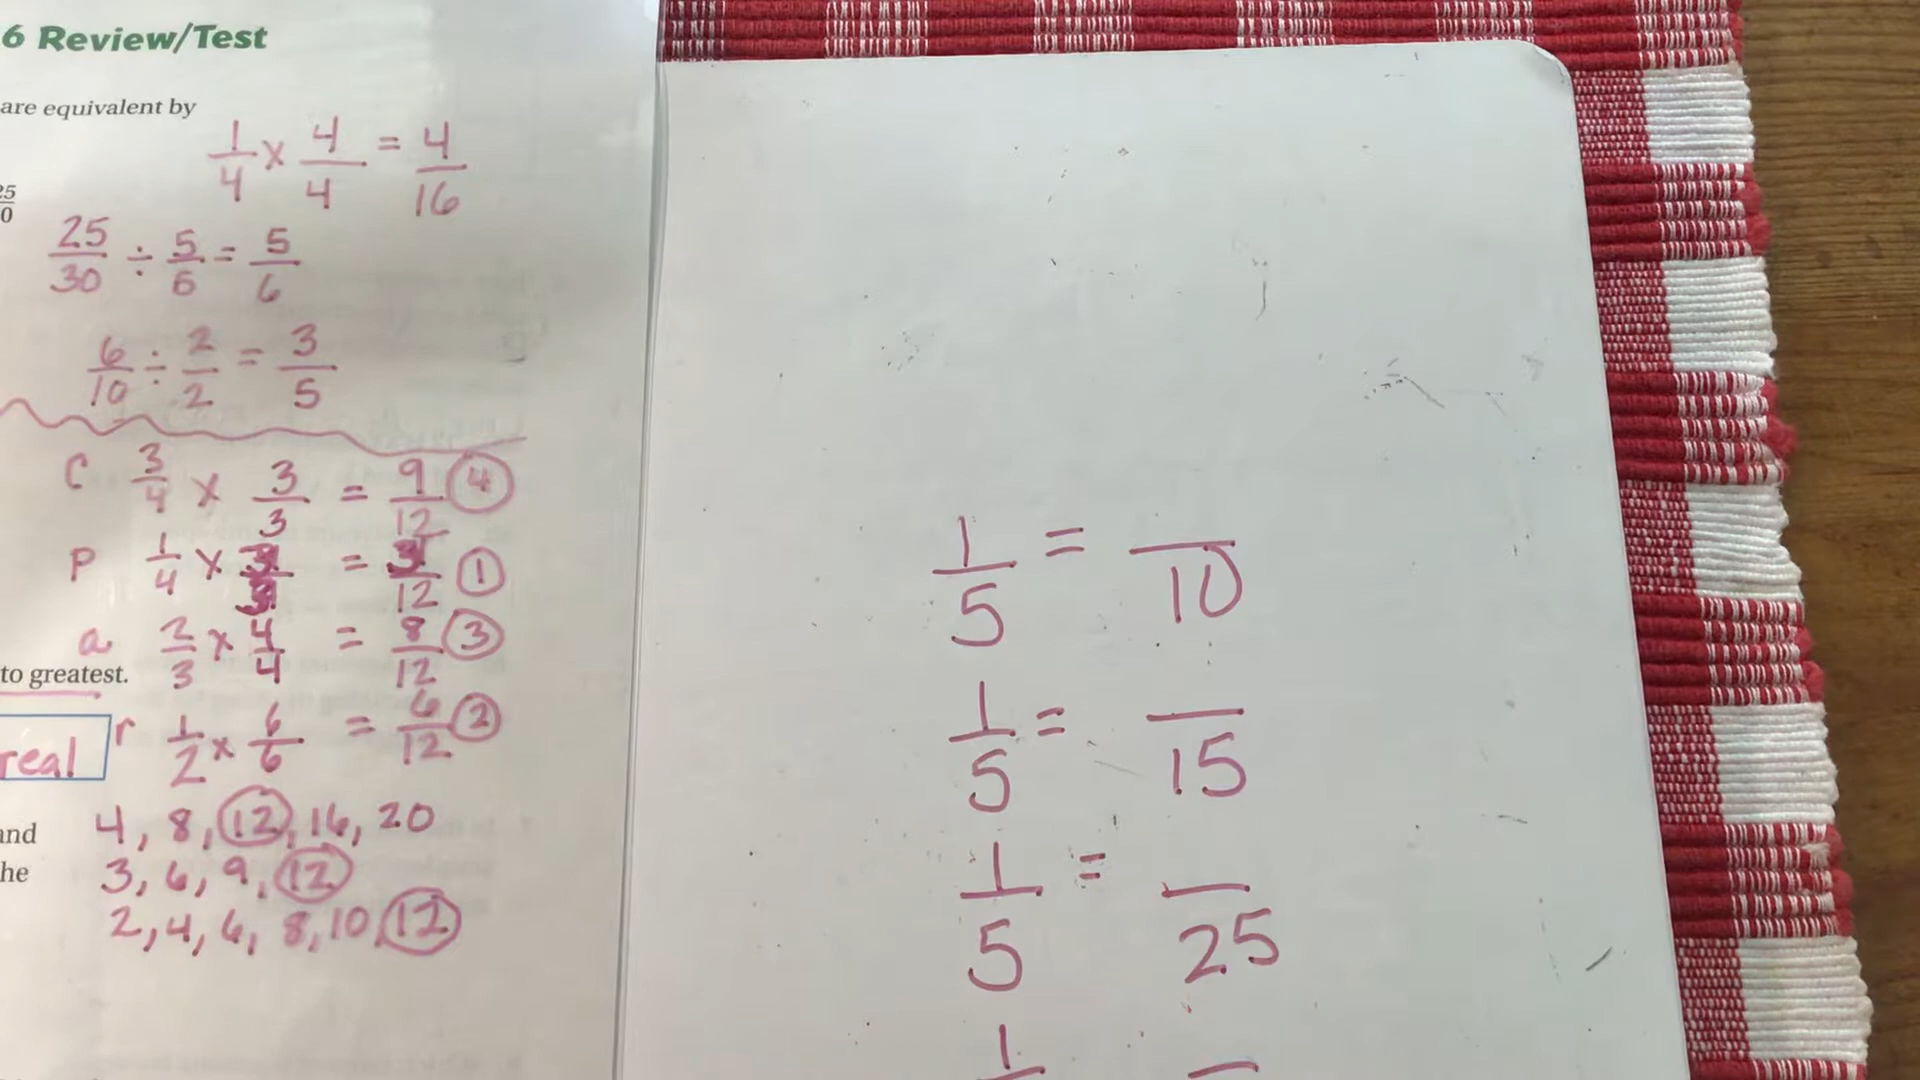 6 Review/Test
are equivalent by
1/4 × 4/4 = 4/16
25/30 ÷ 5/5 = 5/6
6/10 ÷ 2/2 = 3/5
C 3/4 × 3/3 = 9/12 4
P 1/4 × 3/3 = 3/12 1
a 2/3 × 4/4 = 8/12 3
to greatest.
r 1/2 × 6/6 = 6/12 2
real
4, 8, 12, 16, 20
and
3, 6, 9, 12
he
2, 4, 6, 8, 10, 12
1/5 = /10
1/5 = /15
1/5 = /25
1